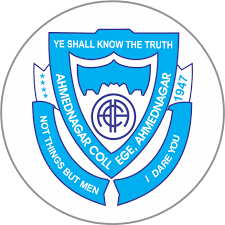 YE SHALL KNOW THE TRUTH
AHMEDNAGAR COLLEGE, AHMEDNAGAR
1947
NOT THINGS BUT MEN
I DARE YOU